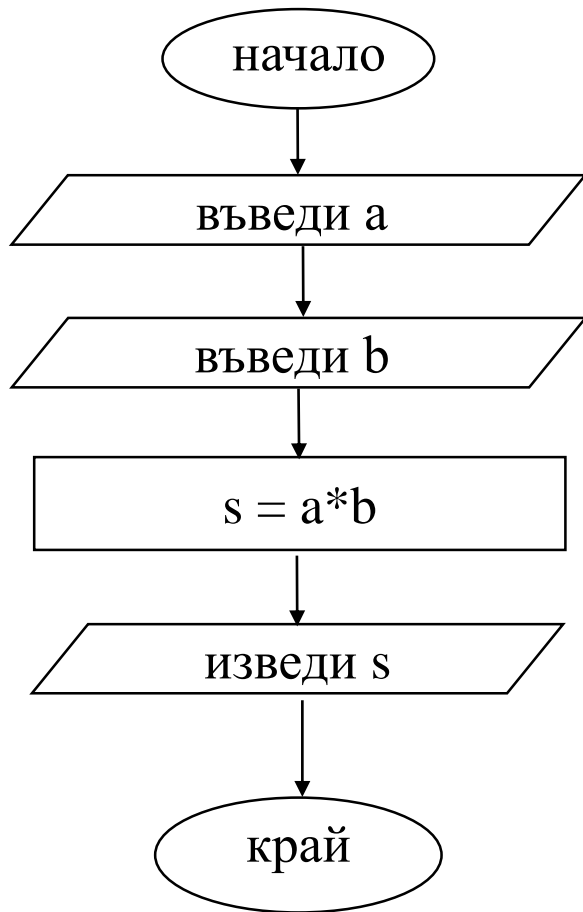 начало
въведи a
въведи b
s = a*b
изведи s
край